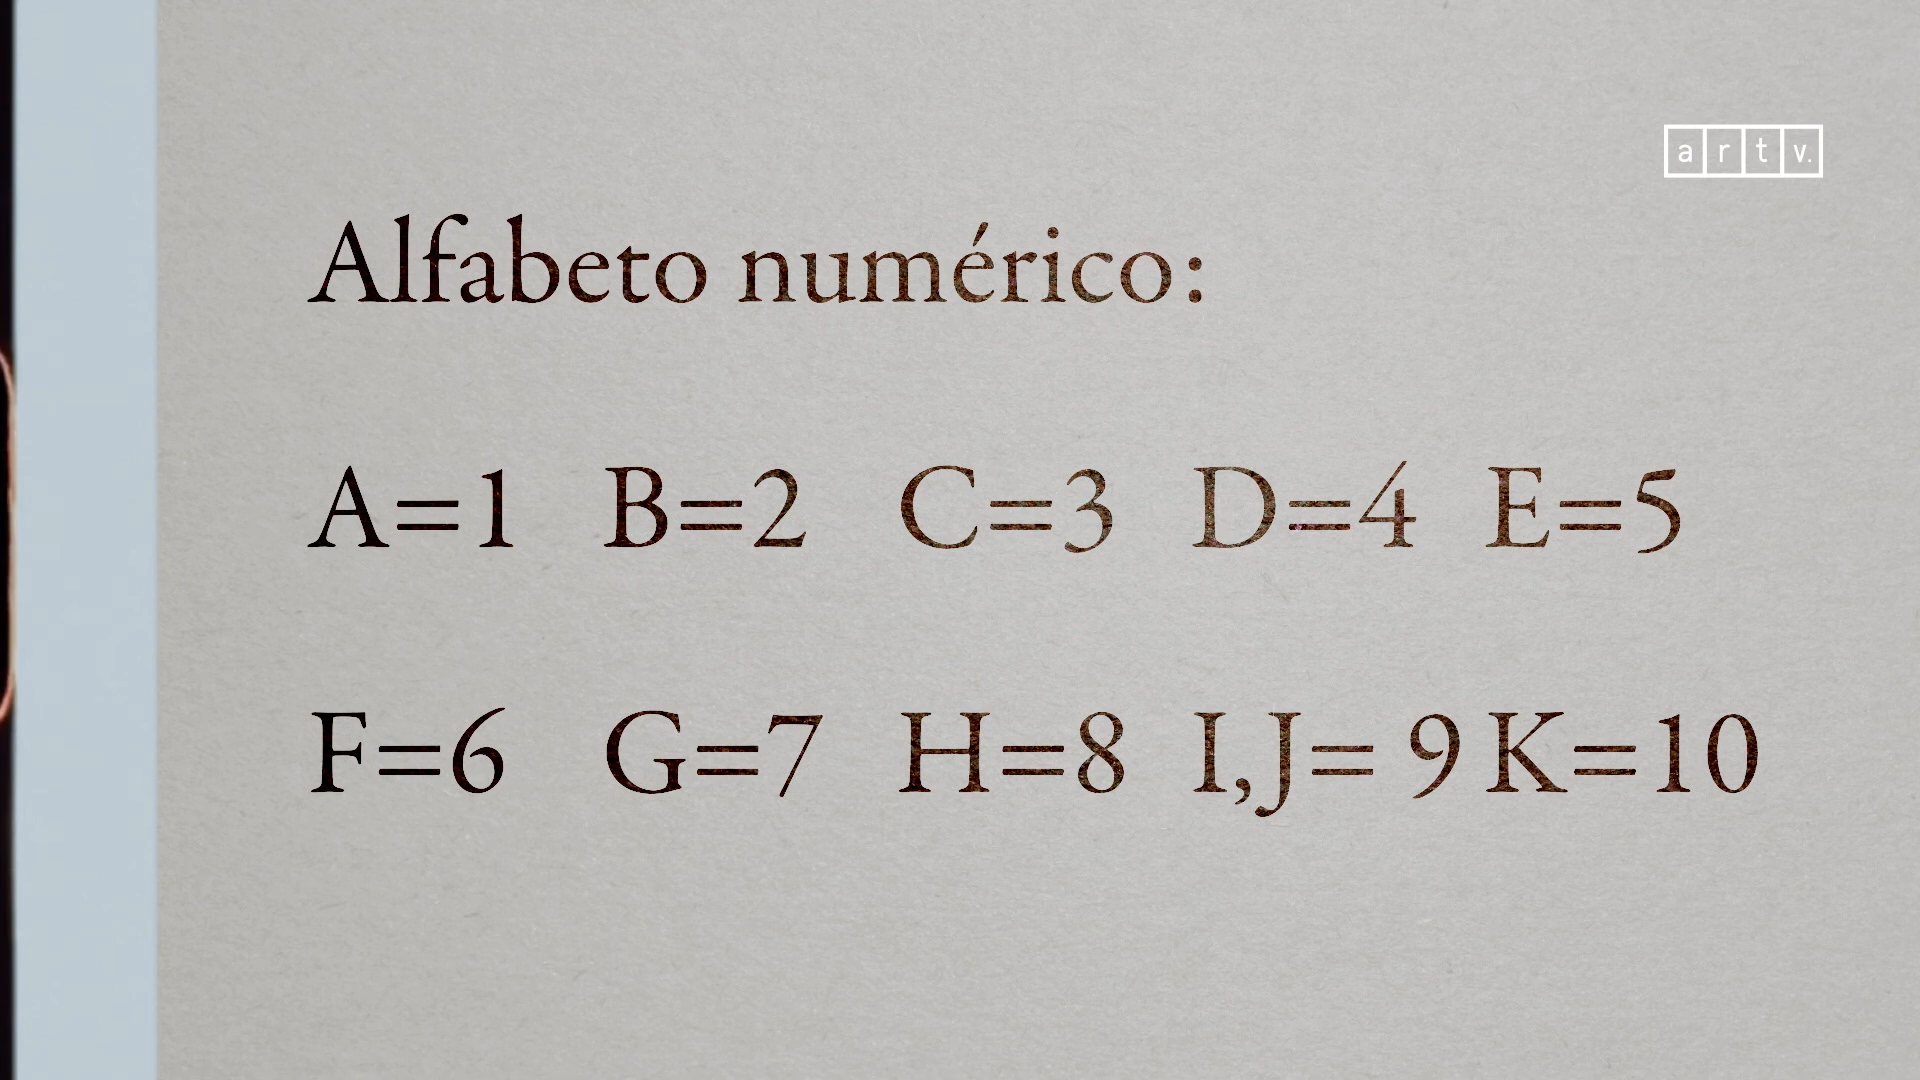 artv.
Alfabeto numérico:
A=1 B=2 C=3 D=4 E=5
F=6 G=7 H=8 I,J= 9 K=10